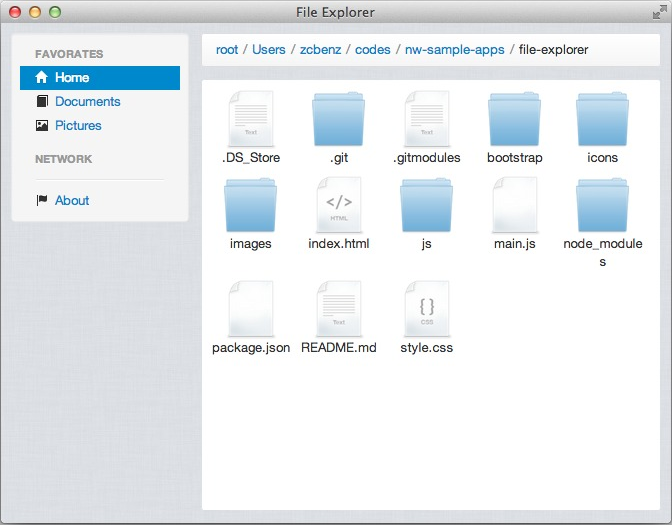 File Explorer
FAVORATES
Home
Documents
Pictures
NETWORK
About
root / Users / zcbenz / codes / nw-sample-apps / file-explorer
Text Text
.DS_Store .git .gitmodules bootstrap icons
</>
HTML
images index.html js main.js node_module
s
{ }
Text CSS
package.json README.md style.css